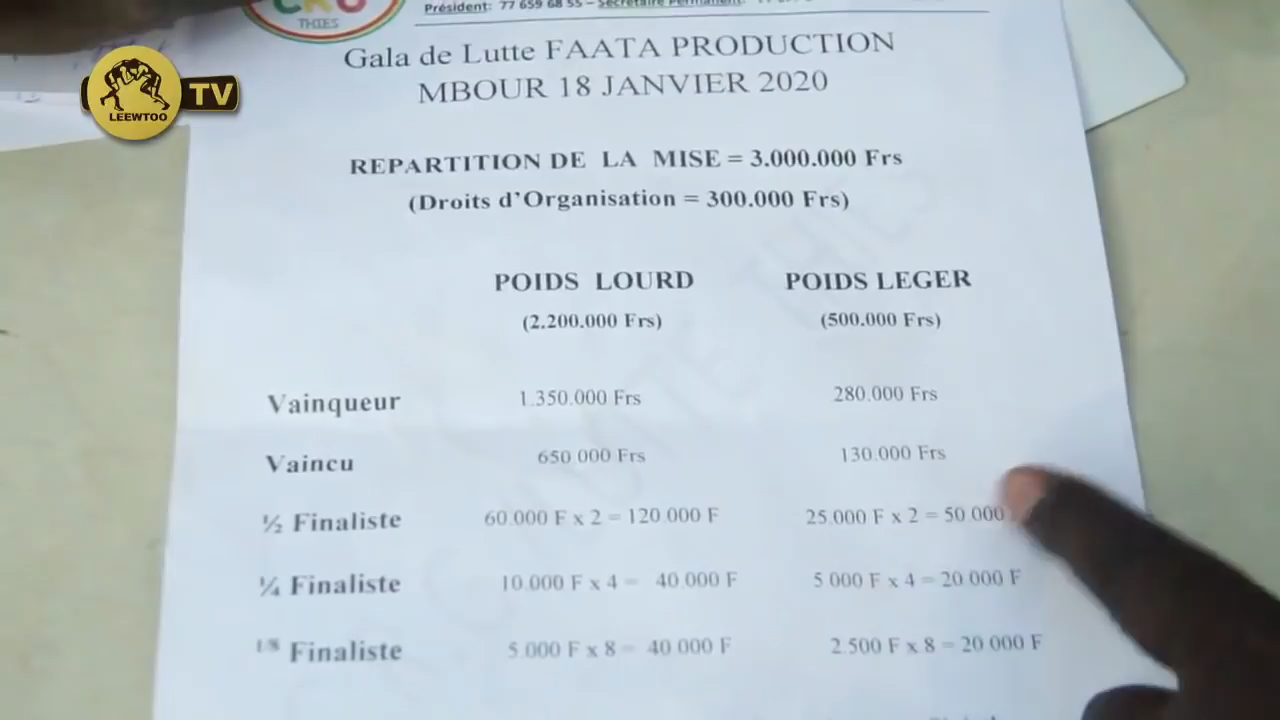 THIES
Président: 77 659 68 55 – Secrétaire Permanent:
Gala de Lutte FAATA PRODUCTION
MBOUR 18 JANVIER 2020
LEEWTOO TV
REPARTITION DE LA MISE = 3.000.000 Frs
(Droits d'Organisation = 300.000 Frs)
POIDS LOURD POIDS LEGER
(2.200.000 Frs) (500.000 Frs)
Vainqueur 1.350.000 Frs 280.000 Frs
Vaincu 650.000 Frs 130.000 Frs
½ Finaliste 60.000 F x 2 = 120.000 F 25.000 F x 2 = 50.000
¼ Finaliste 10.000 F x 4 = 40.000 F 5.000 F x 4 = 20.000 F
1/8 Finaliste 5.000 F x 8 = 40 000 F 2.500 F x 8 = 20 000 F